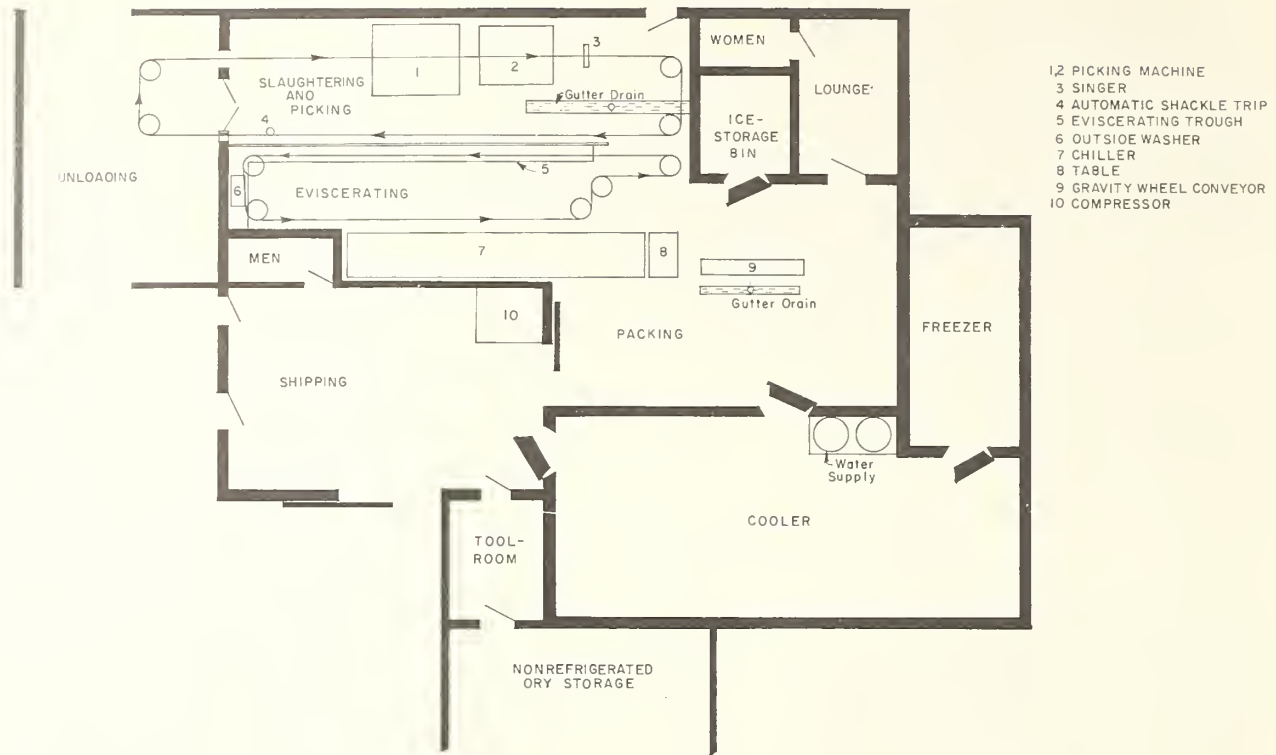 WOMEN
3
1
2
SLAUGHTERING
AND
PICKING
LOUNGE
Gutter Drain
4
ICE-
STORAGE
BIN
5
UNLOADING
6
EVISCERATING
7
8
MEN
9
Gutter Drain
10
PACKING
FREEZER
SHIPPING
Water
Supply
COOLER
TOOL-
ROOM
NONREFRIGERATED
DRY STORAGE
1,2 PICKING MACHINE
3 SINGER
4 AUTOMATIC SHACKLE TRIP
5 EVISCERATING TROUGH
6 OUTSIDE WASHER
7 CHILLER
8 TABLE
9 GRAVITY WHEEL CONVEYOR
10 COMPRESSOR